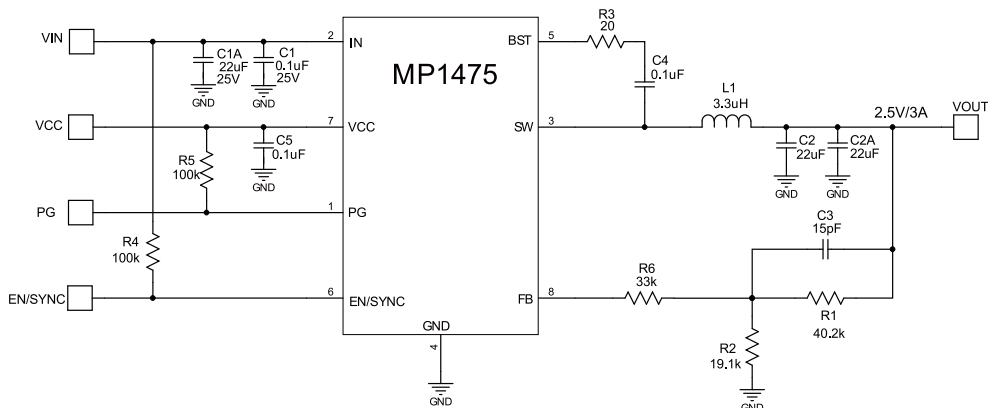 VIN
2
IN
C1A
22uF
25V
GND
C1
0.1uF
25V
GND
MP1475
BST
5
R3
20
C4
0.1uF
VCC
7
VCC
C5
0.1uF
GND
SW
3
L1
3.3uH
2.5V/3A
VOUT
C2
22uF
GND
C2A
22uF
GND
R5
100k
PG
1
PG
R4
100k
C3
15pF
EN/SYNC
6
EN/SYNC
FB
8
R6
33k
R1
40.2k
R2
19.1k
GND
GND
4
GND